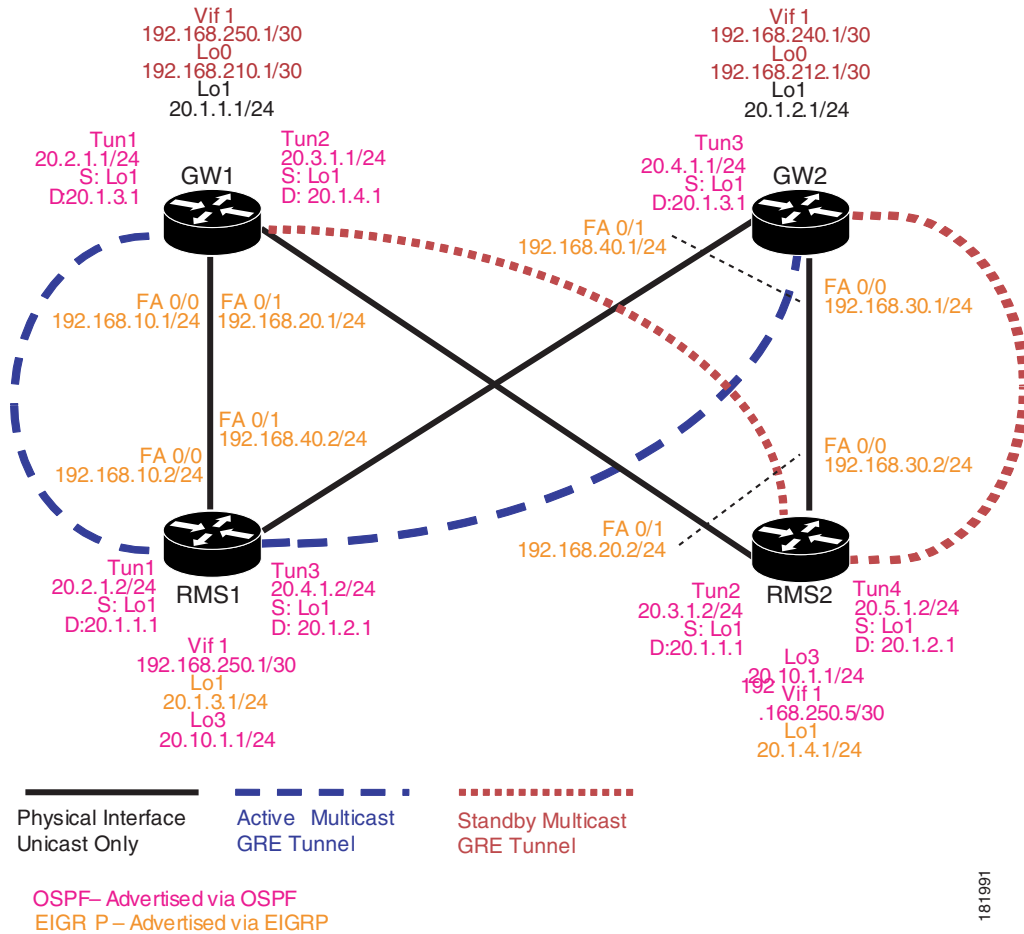 Vif 1
192.168.250.1/30
Lo0
192.168.210.1/30
Lo1
20.1.1.1/24
Vif 1
192.168.240.1/30
Lo0
192.168.212.1/30
Lo1
20.1.2.1/24
Tun1
20.2.1.1/24
S: Lo1
D:20.1.3.1
Tun2
20.3.1.1/24
S: Lo1
D: 20.1.4.1
GW1
Tun3
20.4.1.1/24
S: Lo1
D:20.1.3.1
GW2
FA 0/1
192.168.40.1/24
FA 0/0
192.168.10.1/24
FA 0/1
192.168.20.1/24
FA 0/0
192.168.30.1/24
FA 0/1
192.168.40.2/24
FA 0/0
192.168.10.2/24
FA 0/0
192.168.30.2/24
FA 0/1
192.168.20.2/24
Tun1
20.2.1.2/24
S: Lo1
D:20.1.1.1
RMS1
Tun3
20.4.1.2/24
S: Lo1
D: 20.1.2.1
Vif 1
192.168.250.1/30
Lo1
20.1.3.1/24
Lo3
20.10.1.1/24
Tun2
20.3.1.2/24
S: Lo1
D:20.1.1.1
RMS2
Tun4
20.5.1.2/24
S: Lo1
D: 20.1.2.1
Lo3
20.10.1.1/24
192
Vif 1
.168.250.5/30
Lo1
20.1.4.1/24
Physical Interface
Unicast Only
Active Multicast
GRE Tunnel
Standby Multicast
GRE Tunnel
OSPF– Advertised via OSPF
EIGR P – Advertised via EIGRP
181991